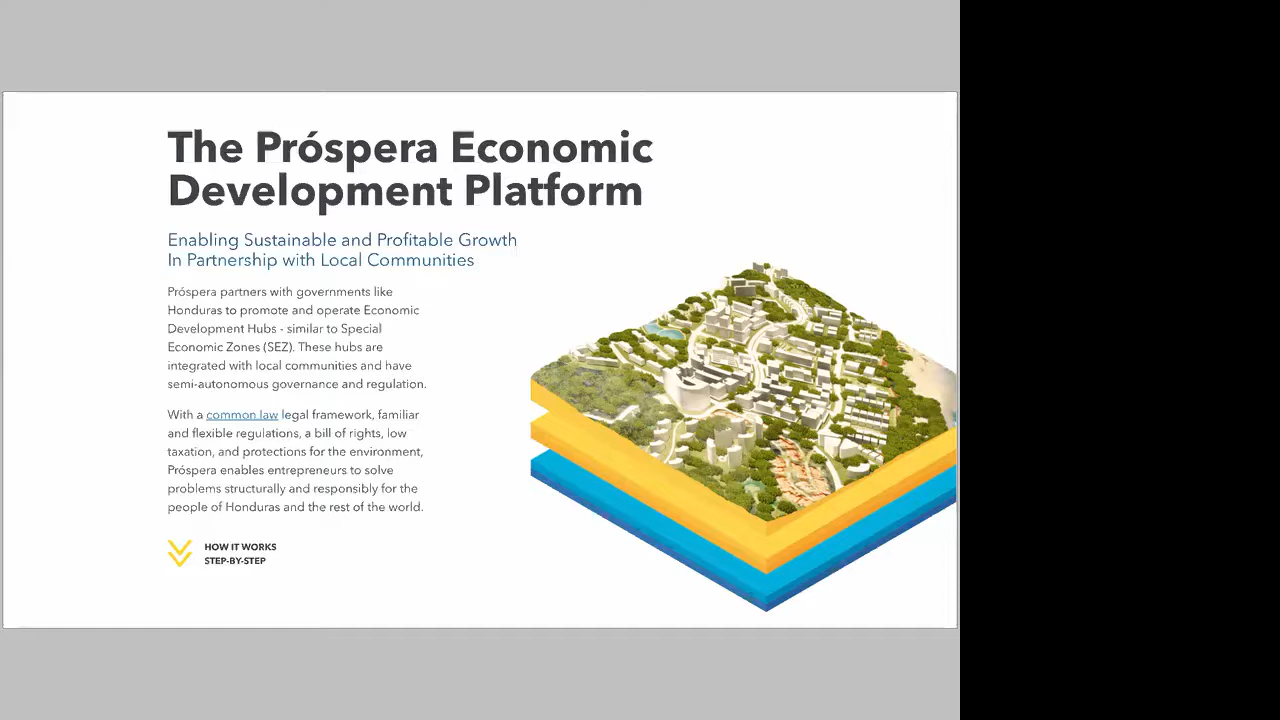 The Próspera Economic
Development Platform
Enabling Sustainable and Profitable Growth
In Partnership with Local Communities
Próspera partners with governments like
Honduras to promote and operate Economic
Development Hubs - similar to Special
Economic Zones (SEZ). These hubs are
integrated with local communities and have
semi-autonomous governance and regulation.
With a common law legal framework, familiar
and flexible regulations, a bill of rights, low
taxation, and protections for the environment,
Próspera enables entrepreneurs to solve
problems structurally and responsibly for the
people of Honduras and the rest of the world.
HOW IT WORKS
STEP-BY-STEP